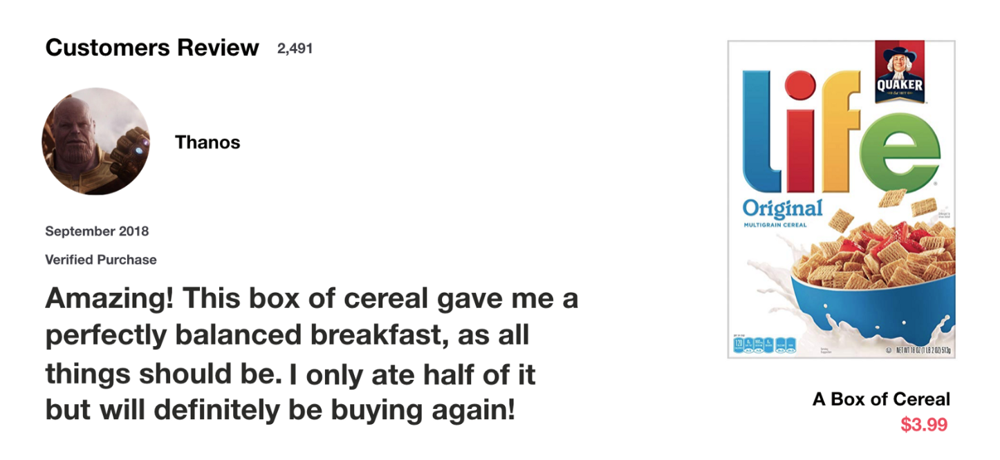 Customers Review 2,491
Thanos
September 2018
Verified Purchase
Amazing! This box of cereal gave me a
perfectly balanced breakfast, as all
things should be. I only ate half of it
but will definitely be buying again!
QUAKER
life
Original
MULTIGRAIN CEREAL
NET WT 18 OZ (1 LB 2 OZ) 513g
A Box of Cereal
$3.99